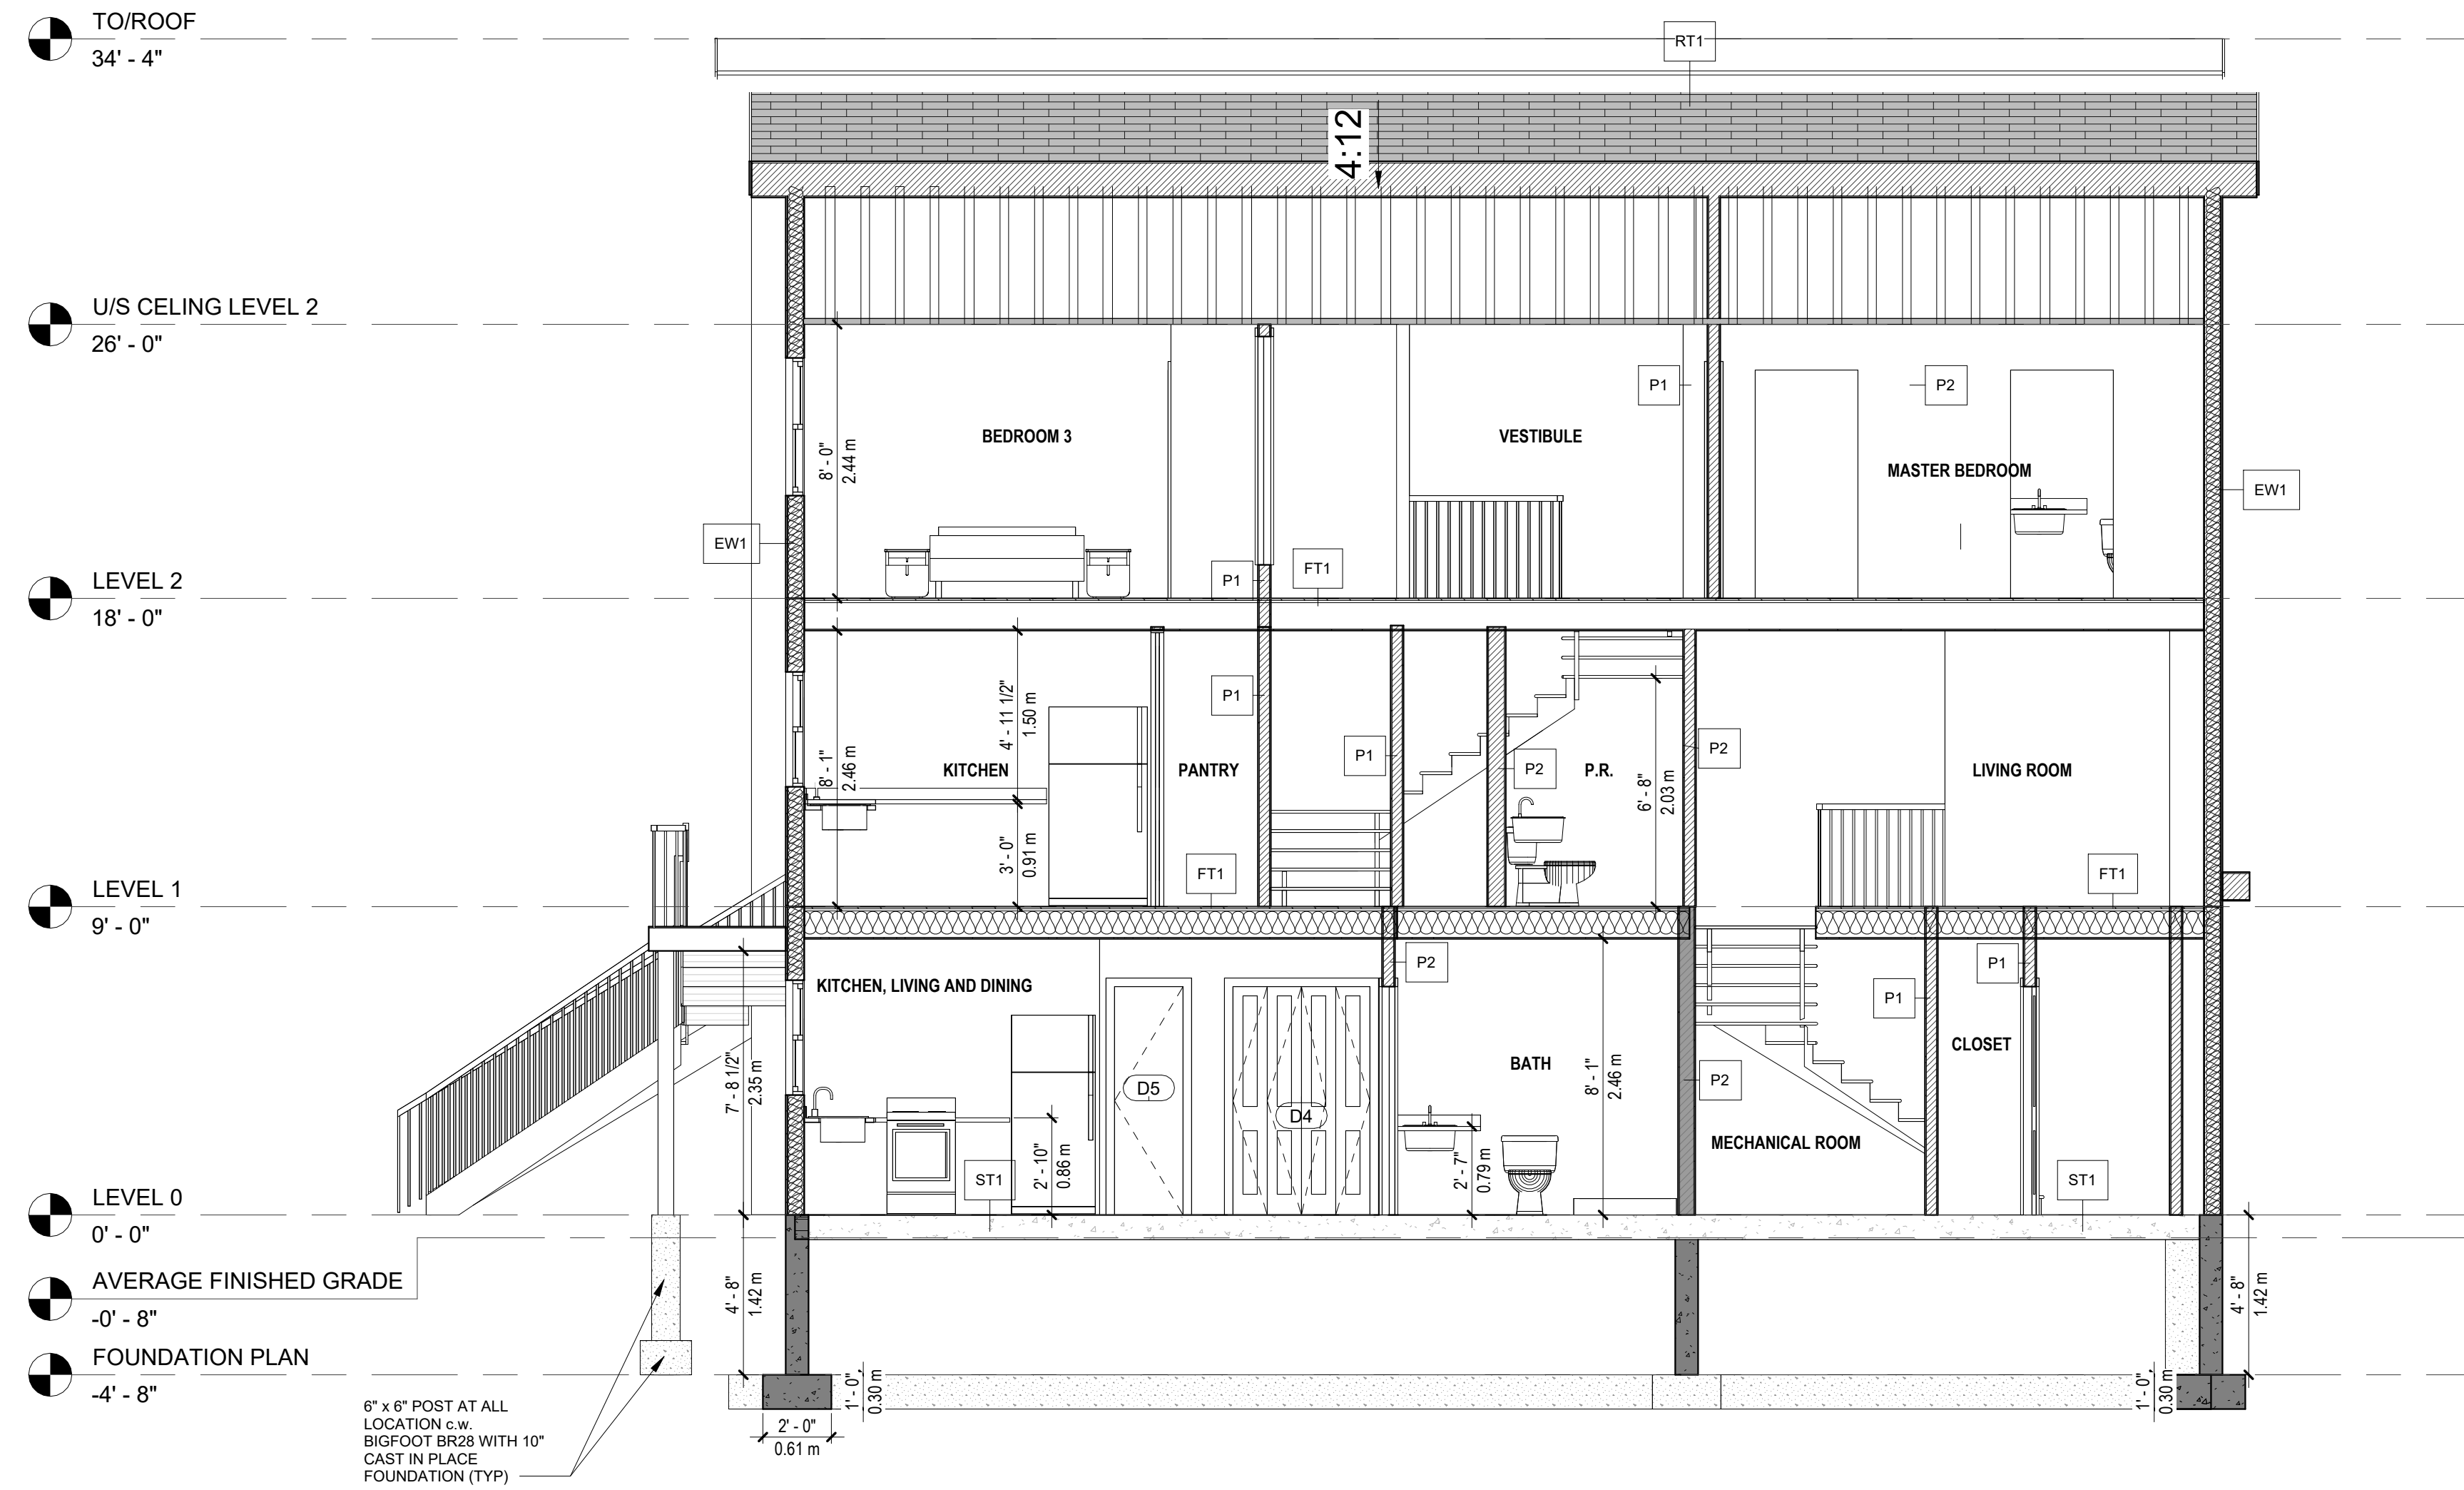 TO/ROOF
34' - 4"
RT1
4:12
U/S CELING LEVEL 2
26' - 0"
P1
P2
8' - 0"
2.44 m
BEDROOM 3
VESTIBULE
MASTER BEDROOM
EW1
EW1
LEVEL 2
18' - 0"
P1
FT1
P1
4' - 11 1/2"
1.50 m
8' - 1"
2.46 m
KITCHEN
PANTRY
P1
P2
P.R.
P2
6' - 8"
2.03 m
LIVING ROOM
3' - 0"
0.91 m
FT1
FT1
LEVEL 1
9' - 0"
KITCHEN, LIVING AND DINING
P2
P1
P1
7' - 8 1/2"
2.35 m
D5
D4
BATH
8' - 1"
2.46 m
P2
CLOSET
MECHANICAL ROOM
ST1
2' - 10"
0.86 m
2' - 7"
0.79 m
ST1
LEVEL 0
0' - 0"
AVERAGE FINISHED GRADE
-0' - 8"
4' - 8"
1.42 m
4' - 8"
1.42 m
FOUNDATION PLAN
-4' - 8"
1' - 0"
0.30 m
1' - 0"
0.30 m
2' - 0"
0.61 m
6" x 6" POST AT ALL
LOCATION c.w.
BIGFOOT BR28 WITH 10"
CAST IN PLACE
FOUNDATION (TYP)